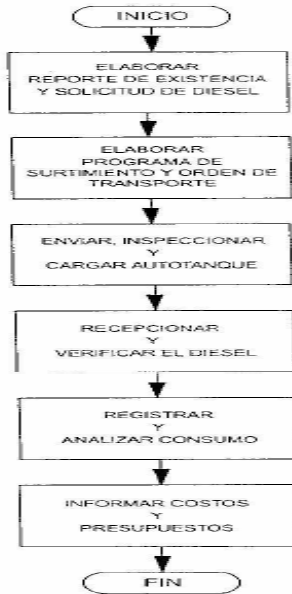 INICIO
ELABORAR
REPORTE DE EXISTENCIA
Y SOLICITUD DE DIESEL
ELABORAR
PROGRAMA DE
SURTIMIENTO Y ORDEN DE
TRANSPORTE
ENVIAR, INSPECCIONAR
Y
CARGAR AUTOTANQUE
RECEPCIONAR
Y
VERIFICAR EL DIESEL
REGISTRAR
Y
ANALIZAR CONSUMO
INFORMAR COSTOS
Y
PRESUPUESTOS
FIN